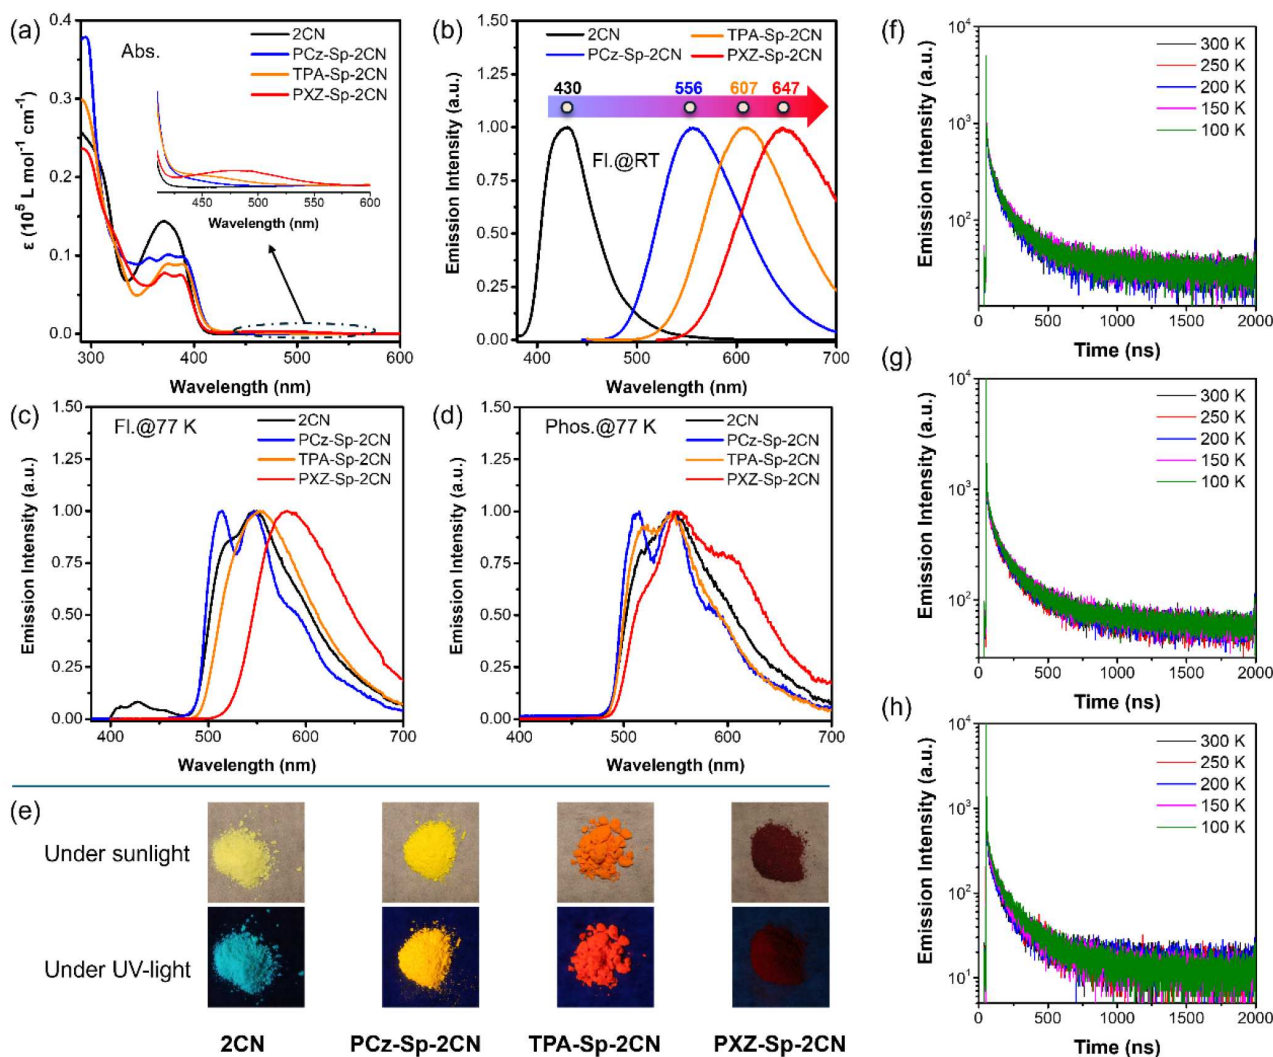 (a)
Abs.
2CN
PCz-Sp-2CN
TPA-Sp-2CN
PXZ-Sp-2CN
ε (10⁵ L mol⁻¹ cm⁻¹)
0.4
0.3
0.2
0.1
0.0
450 500 550 600
Wavelength (nm)
300 400 500 600
Wavelength (nm)
(b)
2CN TPA-Sp-2CN
PCz-Sp-2CN PXZ-Sp-2CN
430 556 607 647
Fl.@RT
Emission Intensity (a.u.)
1.50
1.25
1.00
0.75
0.50
0.25
0.00
400 500 600 700
Wavelength (nm)
(c)
Fl.@77 K
2CN
PCz-Sp-2CN
TPA-Sp-2CN
PXZ-Sp-2CN
Emission Intensity (a.u.)
1.50
1.25
1.00
0.75
0.50
0.25
0.00
400 500 600 700
Wavelength (nm)
(d)
Phos.@77 K
2CN
PCz-Sp-2CN
TPA-Sp-2CN
PXZ-Sp-2CN
Emission Intensity (a.u.)
1.50
1.25
1.00
0.75
0.50
0.25
0.00
400 500 600 700
Wavelength (nm)
(e)
Under sunlight
Under UV-light
2CN PCz-Sp-2CN TPA-Sp-2CN PXZ-Sp-2CN
(f)
300 K
250 K
200 K
150 K
100 K
Emission Intensity (a.u.)
10⁴
10³
10²
0 500 1000 1500 2000
Time (ns)
(g)
300 K
250 K
200 K
150 K
100 K
Emission Intensity (a.u.)
10⁴
10³
10²
0 500 1000 1500 2000
Time (ns)
(h)
300 K
250 K
200 K
150 K
100 K
Emission Intensity (a.u.)
10⁴
10³
10²
10¹
0 500 1000 1500 2000
Time (ns)